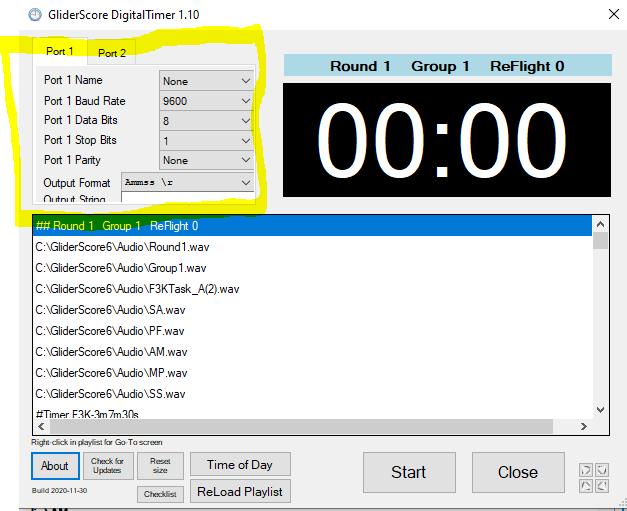 GliderScore DigitalTimer 1.10
Port 1 Port 2
Port 1 Name None
Port 1 Baud Rate 9600
Port 1 Data Bits 8
Port 1 Stop Bits 1
Port 1 Parity None
Output Format Ammss \r
Output String
Round 1 Group 1 ReFlight 0
00:00
## Round 1 Group 1 ReFlight 0
C:\GliderScore6\Audio\Round1.wav
C:\GliderScore6\Audio\Group1.wav
C:\GliderScore6\Audio\F3KTask_A(2).wav
C:\GliderScore6\Audio\SA.wav
C:\GliderScore6\Audio\PF.wav
C:\GliderScore6\Audio\AM.wav
C:\GliderScore6\Audio\MP.wav
C:\GliderScore6\Audio\SS.wav
#Timer F3K-3m7m30s
Right-click in playlist for Go-To screen
About
Check for
Updates
Reset
size
Time of Day
Start
Close
Build 2020-11-30
Checklist
ReLoad Playlist